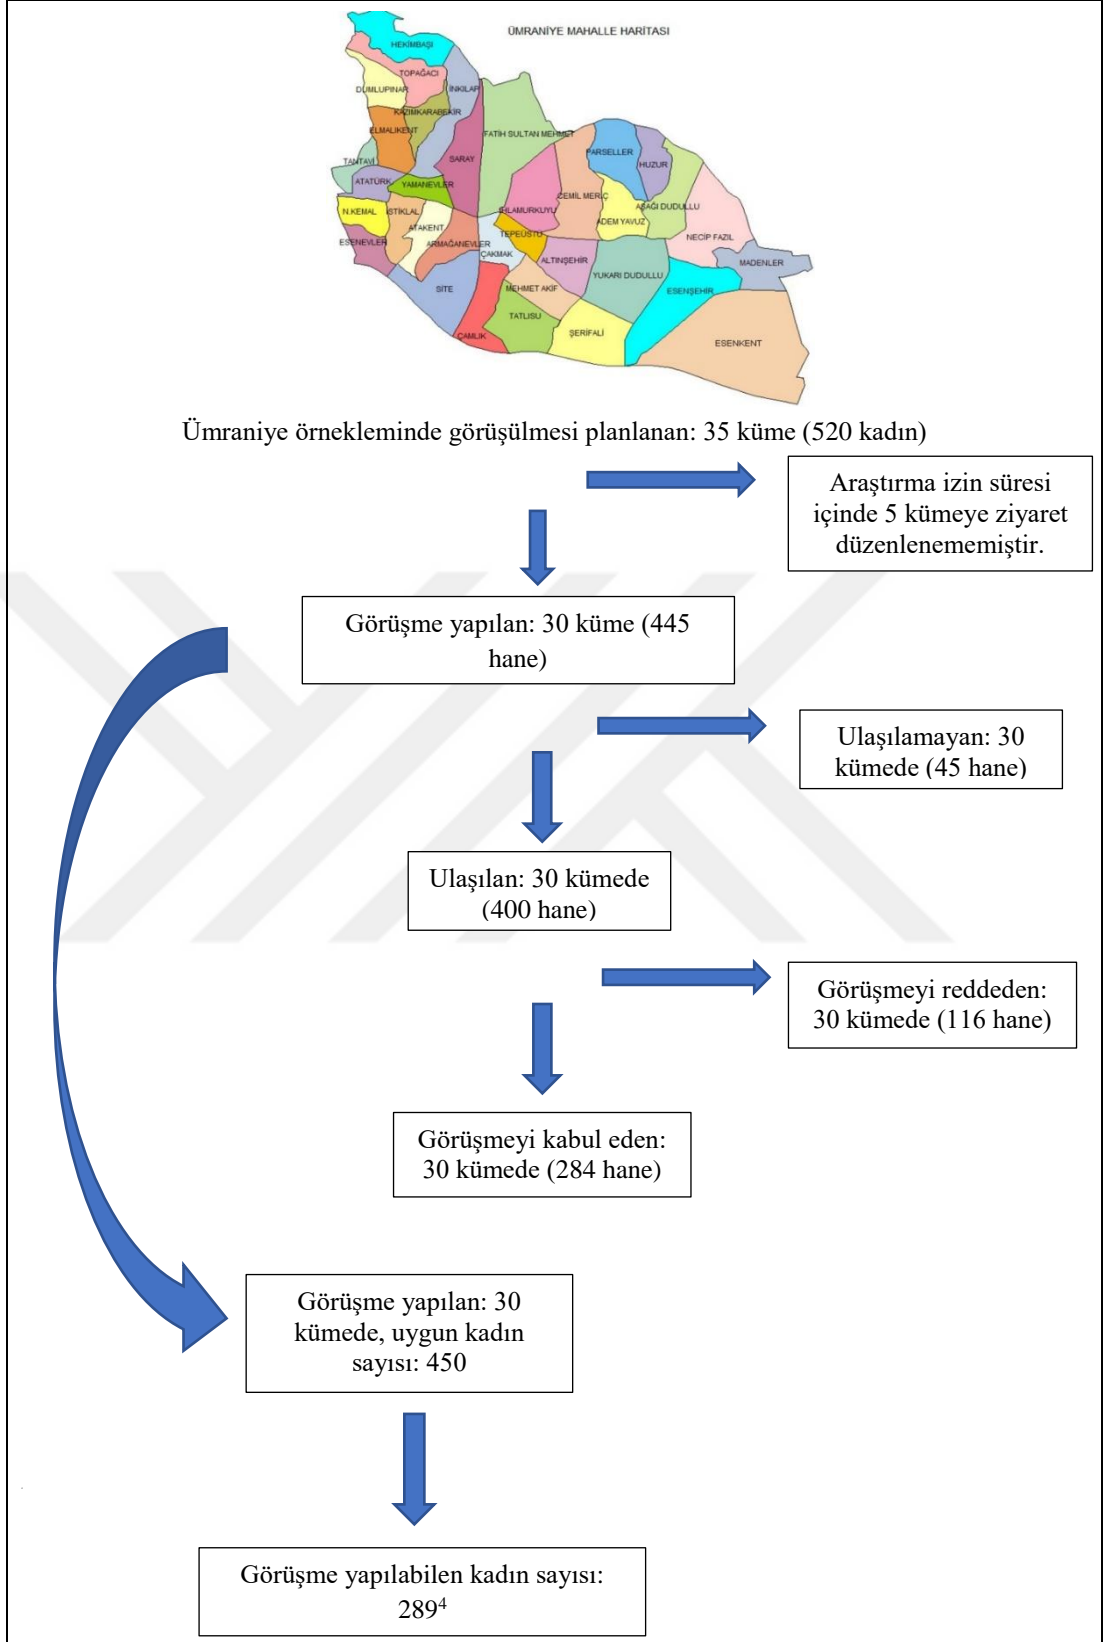 ÜMRANİYE MAHALLE HARİTASI
HEKİMBAŞI
TOPAĞACI
DUMLUPINAR
İNKILAP
KAZIMKARABEKİR
ELMALIKENT
FATİH SULTAN MEHMET
PARSELLER
HUZUR
TANTAVİ
SARAY
ATATÜRK
YAMANEVLER
CEMİL MERİÇ
AŞAĞI DUDULLU
N.KEMAL
İSTİKLAL
IHLAMURKUYU
ADEM YAVUZ
ATAKENT
TEPEÜSTÜ
NECİP FAZIL
ESENEVLER
ARMAĞANEVLER
ÇAKMAK
ALTINŞEHİR
MADENLER
YUKARI DUDULLU
SİTE
MEHMET AKİF
ESENŞEHİR
TATLISU
ÇAMLIK
ŞERİFALİ
ESENKENT
Ümraniye örnekleminde görüşülmesi planlanan: 35 küme (520 kadın)
Araştırma izin süresi
içinde 5 kümeye ziyaret
düzenlenememiştir.
Görüşme yapılan: 30 küme (445
hane)
Ulaşılamayan: 30
kümede (45 hane)
Ulaşılan: 30 kümede
(400 hane)
Görüşmeyi reddeden:
30 kümede (116 hane)
Görüşmeyi kabul eden:
30 kümede (284 hane)
Görüşme yapılan: 30
kümede, uygun kadın
sayısı: 450
Görüşme yapılabilen kadın sayısı:
289⁴